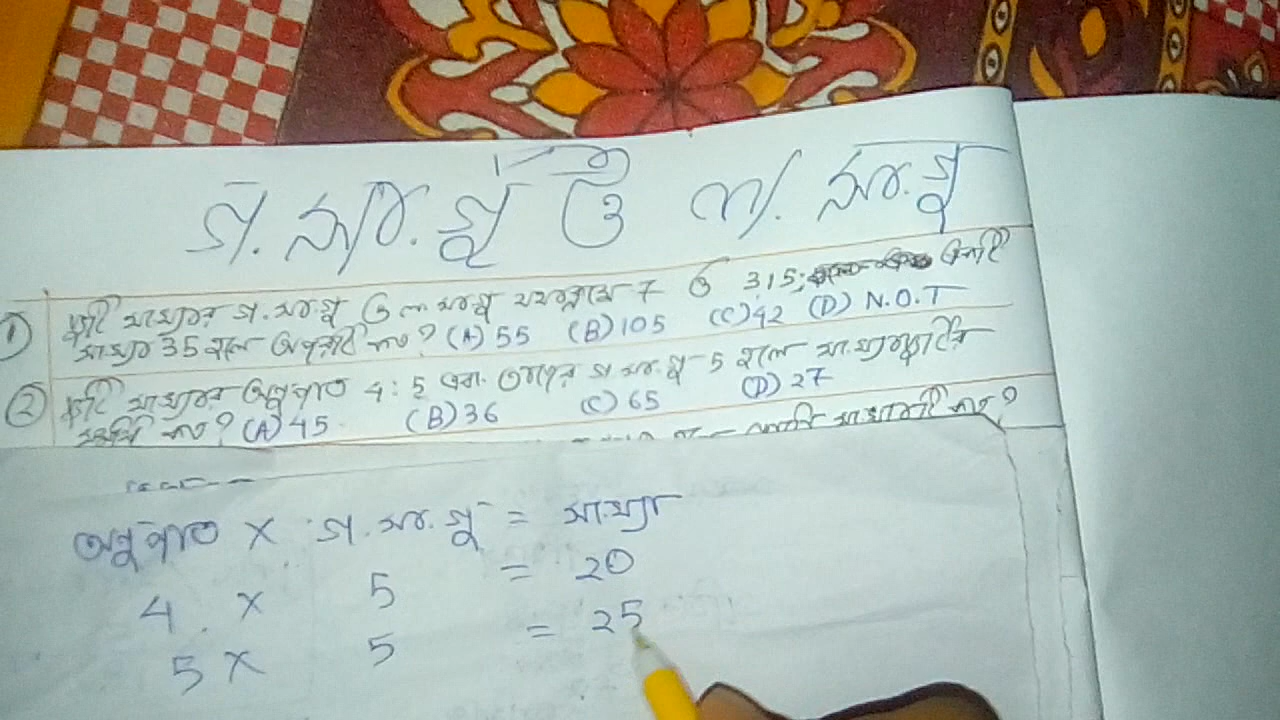 গ. সা. গু ও ল. সা. গু
① দুটি সংখ্যার গ. সা. গু ও ল. সা. গু যথাক্রমে 7 ও 315; একটি
সংখ্যা 35 হলে অপরটি কত? (A) 55 (B) 105 (C) 42 (D) N.O.T
② দুটি সংখ্যার অনুপাত 4 : 5 এবং তাদের গ. সা. গু 5 হলে সংখ্যাদুটির
সমষ্টি কত? (A) 45 (B) 36 (C) 65 (D) 27
সংখ্যাটি কত?
অনুপাত × গ. সা. গু = সংখ্যা
4 × 5 = 20
5 × 5 = 25